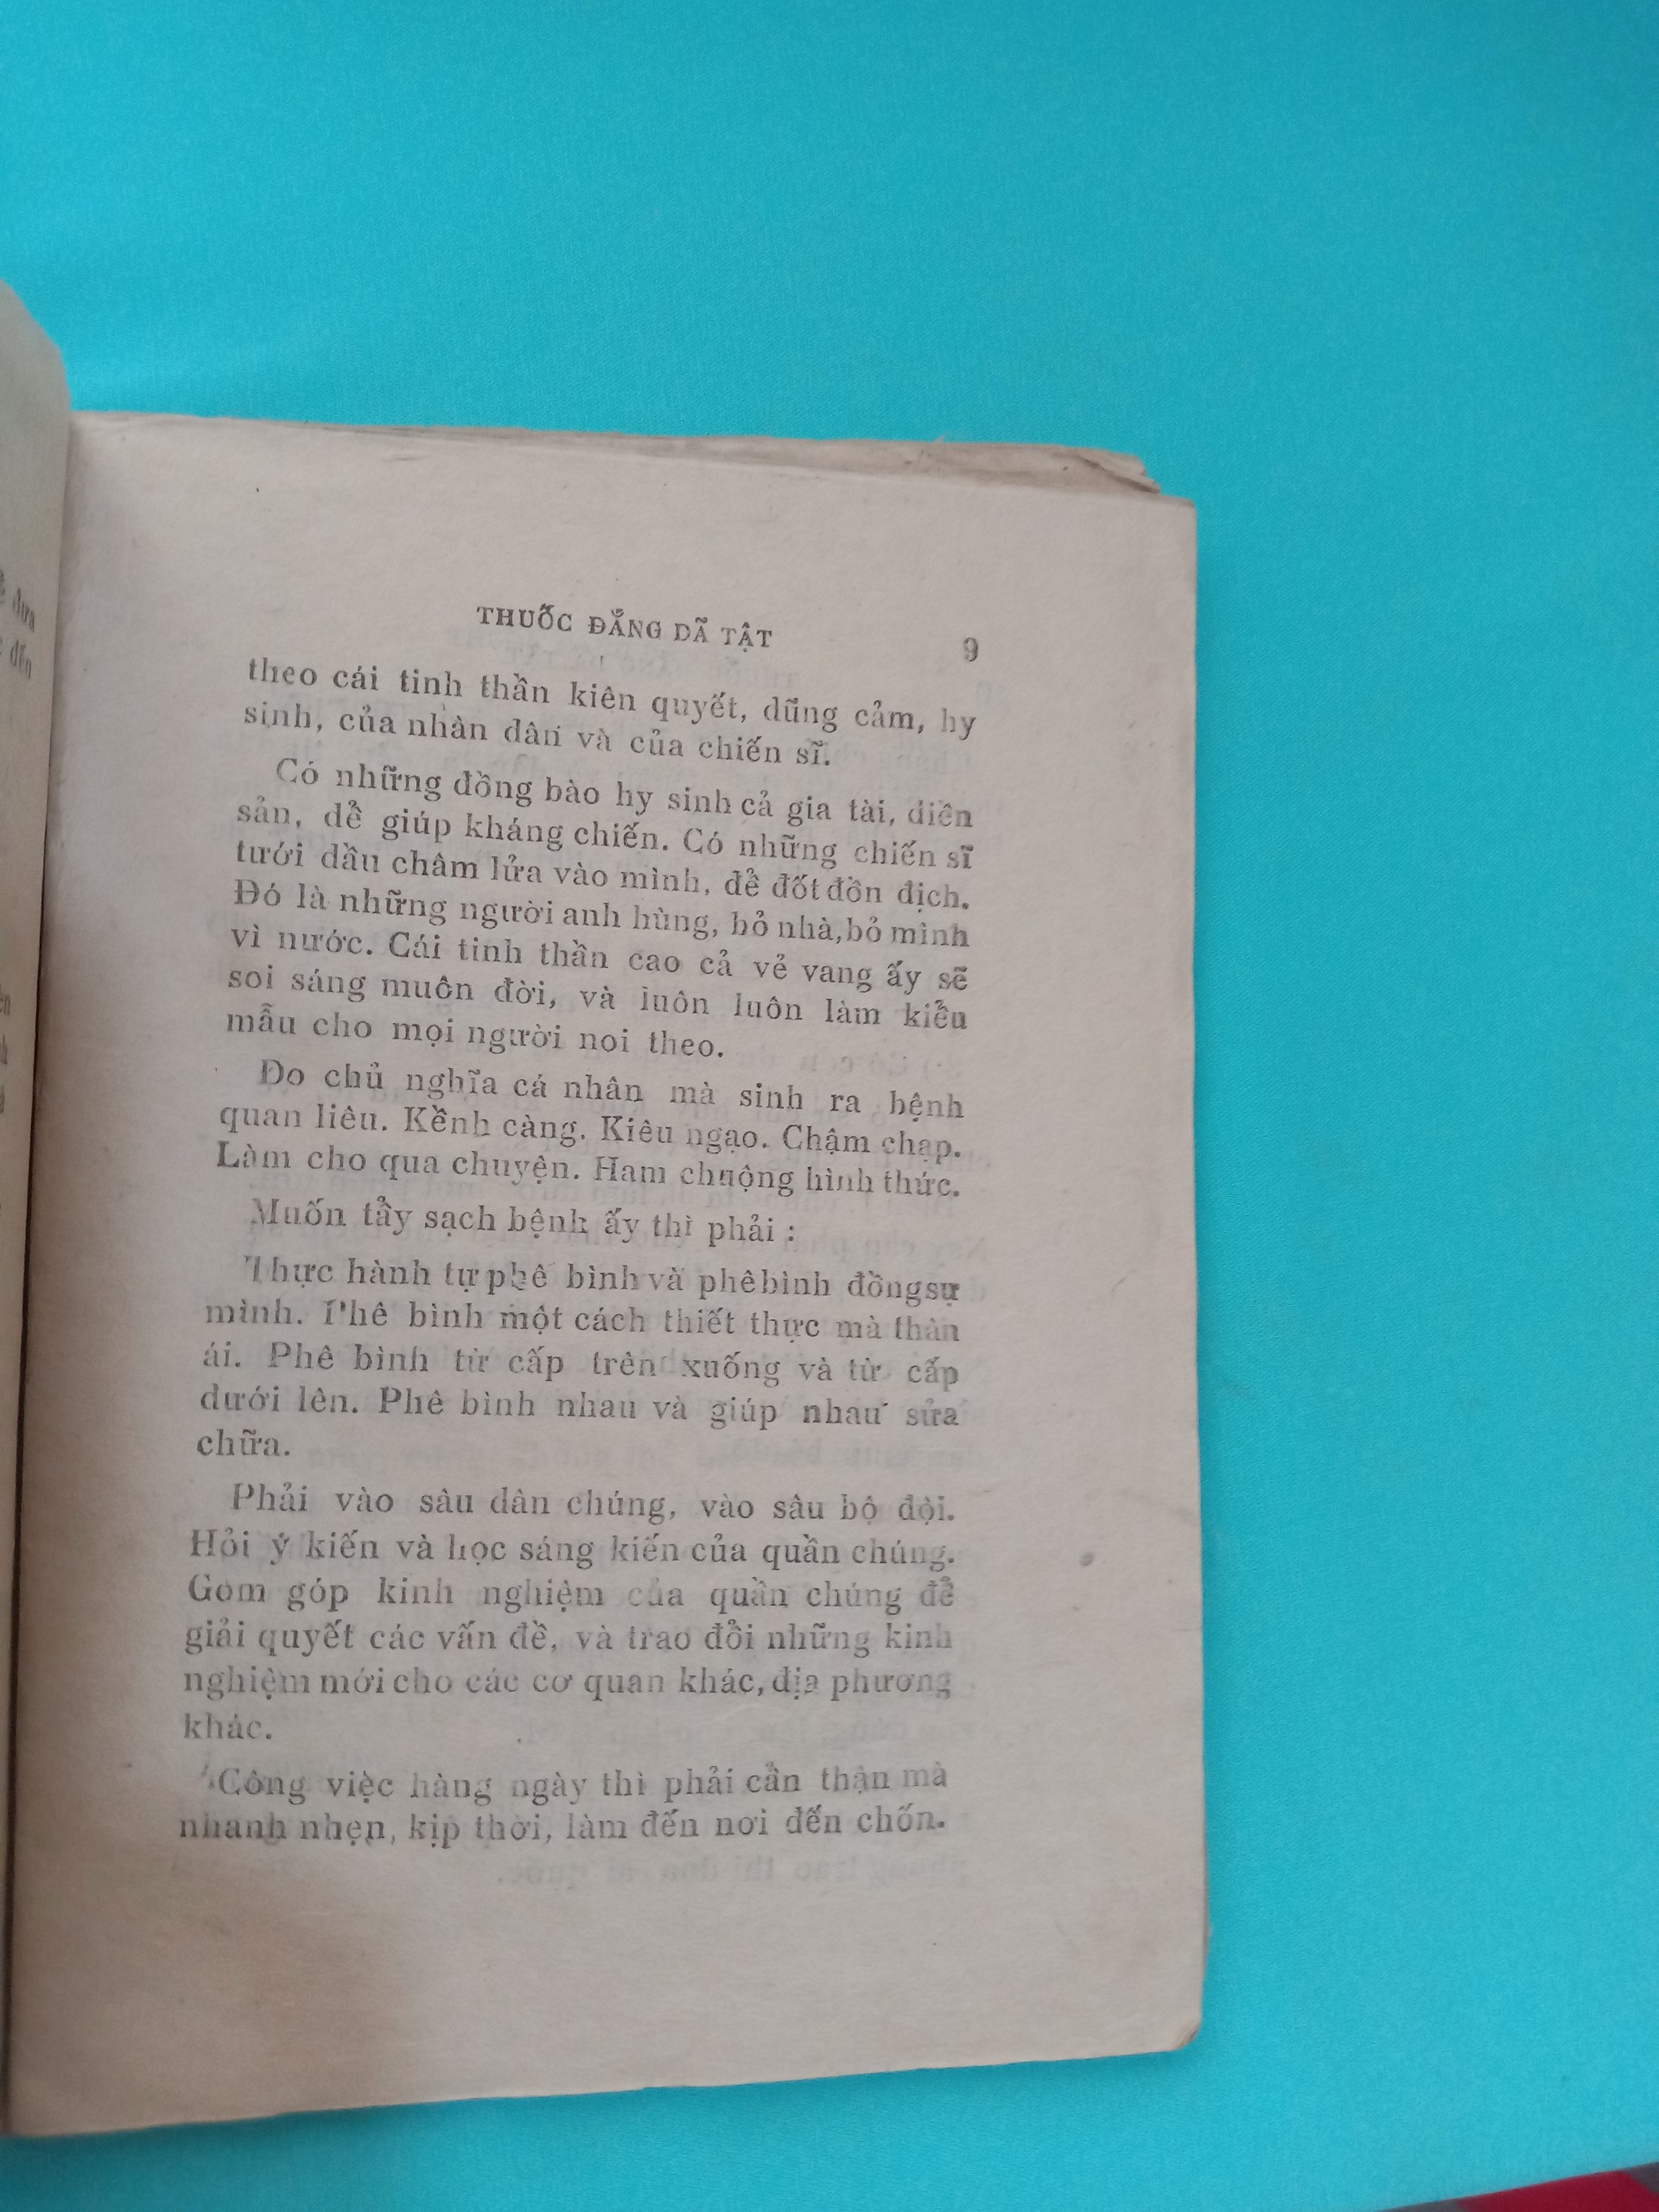 THUỐC ĐẮNG DÃ TẬT 9
theo cái tinh thần kiên quyết, dũng cảm, hy
sinh, của nhân dân và của chiến sĩ.
Có những đồng bào hy sinh cả gia tài, điền
sản, dể giúp kháng chiến. Có những chiến sĩ
tưới dầu châm lửa vào mình, để đốt đồn địch.
Đó là những người anh hùng, bỏ nhà, bỏ mình
vì nước. Cái tinh thần cao cả vẻ vang ấy sẽ
soi sáng muôn đời, và luôn luôn làm kiểu
mẫu cho mọi người noi theo.
Do chủ nghĩa cá nhân mà sinh ra bệnh
quan liêu. Kềnh càng. Kiêu ngạo. Chậm chạp.
Làm cho qua chuyện. Ham chuộng hình thức.
Muốn tẩy sạch bệnh ấy thì phải :
Thực hành tự phê bình và phê bình đồng sự
mình. Phê bình một cách thiết thực mà thân
ái. Phê bình từ cấp trên xuống và từ cấp
dưới lên. Phê bình nhau và giúp nhau sửa
chữa.
Phải vào sâu dân chúng, vào sâu bộ đội.
Hỏi ý kiến và học sáng kiến của quần chúng.
Gom góp kinh nghiệm của quần chúng để
giải quyết các vấn đề, và trao đổi những kinh
nghiệm mới cho các cơ quan khác, địa phương
khác.
Công việc hàng ngày thì phải cẩn thận mà
nhanh nhẹn, kịp thời, làm đến nơi đến chốn.